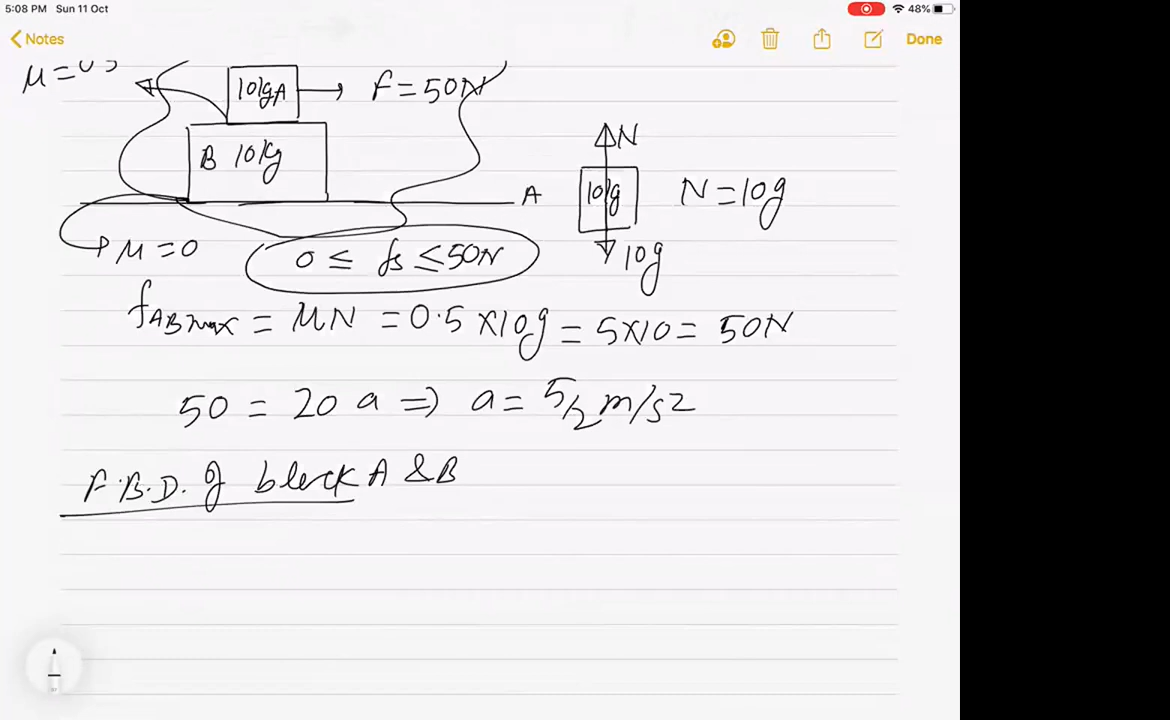 5:08 PM Sun 11 Oct 48%
Notes Done
10kg A F = 50N
B 10kg
N
10kg N = 10g
A
10g
μ = 0
0 ≤ fs ≤ 50N
fAB max = μN = 0.5 × 10g = 5×10 = 50N
50 = 20 a ⇒ a = 5/2 m/s2
F.B.D. of block A & B